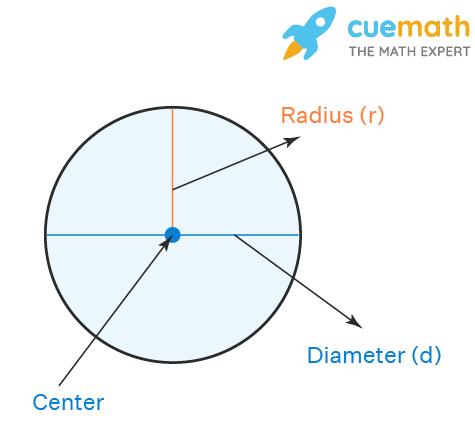 cuemath
THE MATH EXPERT
Radius (r)
Diameter (d)
Center